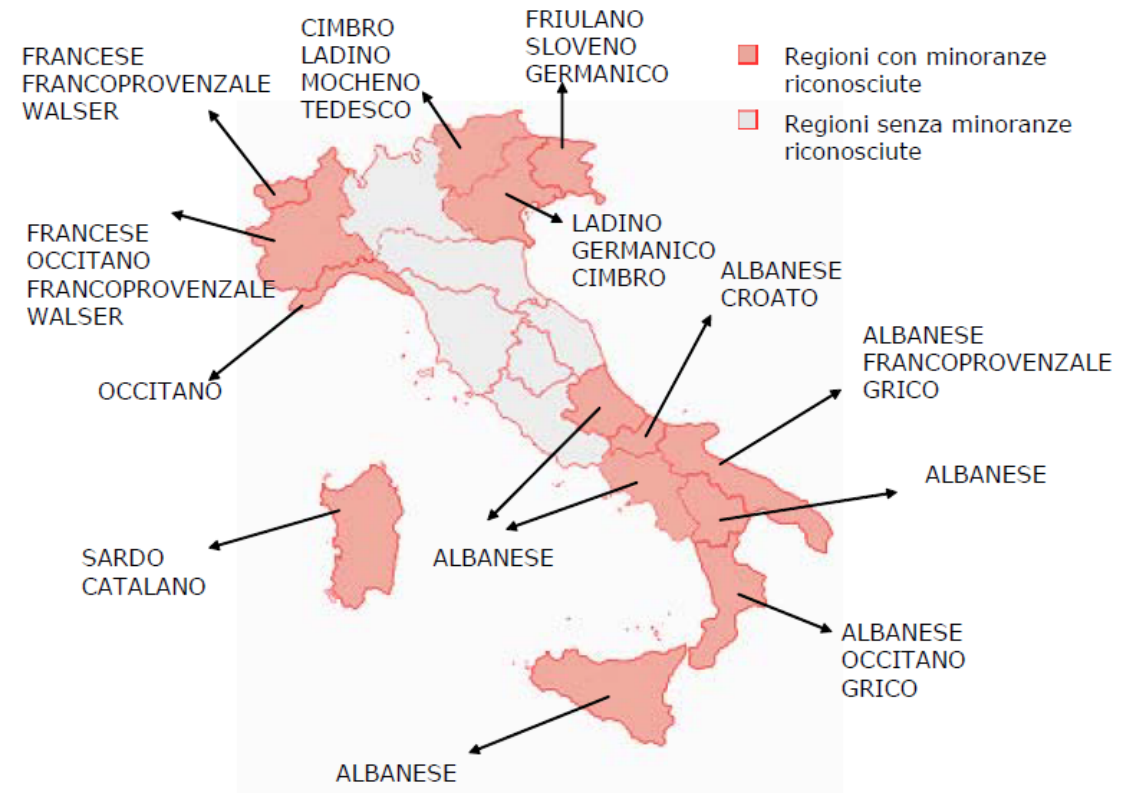 FRANCESE
FRANCOPROVENZALE
WALSER
CIMBRO
LADINO
MOCHENO
TEDESCO
FRIULANO
SLOVENO
GERMANICO
Regioni con minoranze
riconosciute
Regioni senza minoranze
riconosciute
FRANCESE
OCCITANO
FRANCOPROVENZALE
WALSER
LADINO
GERMANICO
CIMBRO
ALBANESE
CROATO
OCCITANO
ALBANESE
FRANCOPROVENZALE
GRICO
ALBANESE
SARDO
CATALANO
ALBANESE
ALBANESE
OCCITANO
GRICO
ALBANESE